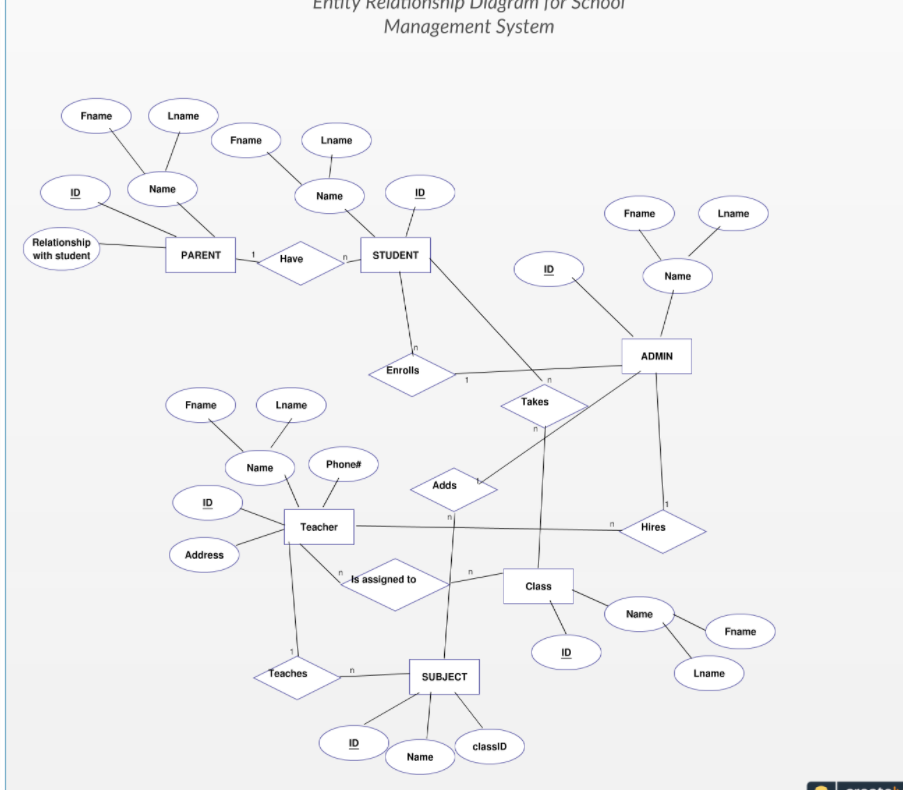 Entity Relationship Diagram for School
Management System
Fname
Lname
Fname
Lname
ID
Name
Name
ID
Relationship
with student
PARENT
1
Have
n
STUDENT
Fname
Lname
ID
Name
ADMIN
n
Enrolls
1
n
Takes
n
Fname
Lname
Name
Phone#
Adds
1
n
ID
Teacher
Address
n
1
Hires
n
Is assigned to
n
Class
Name
Fname
Lname
ID
1
Teaches
n
SUBJECT
ID
Name
classID